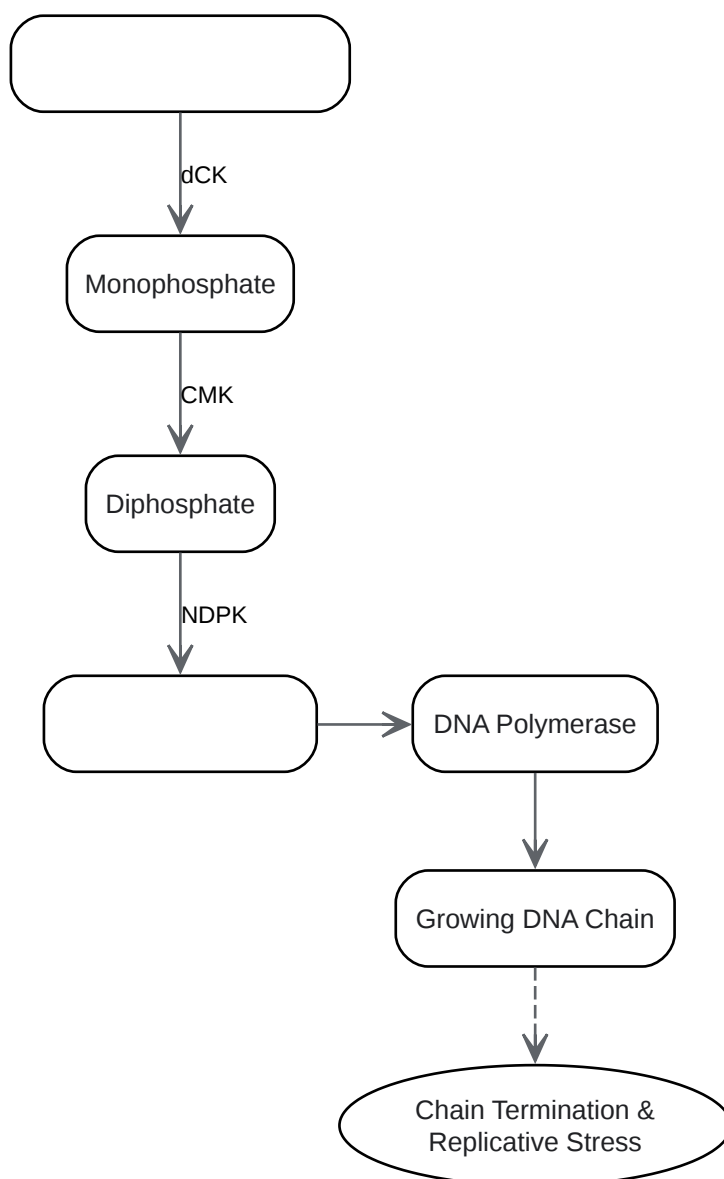 dCK
Monophosphate
CMK
Diphosphate
NDPK
DNA Polymerase
Growing DNA Chain
Chain Termination &
Replicative Stress